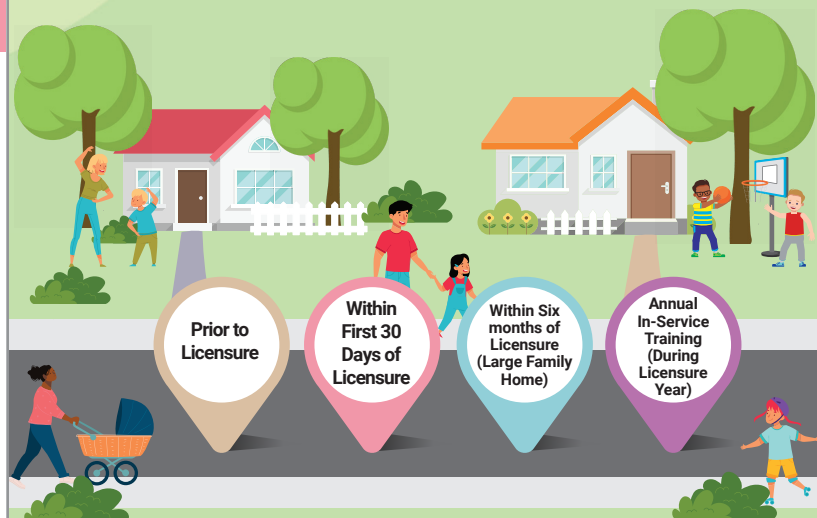 Prior to
Licensure
Within
First 30
Days of
Licensure
Within Six
months of
Licensure
(Large Family
Home)
Annual
In-Service
Training
(During
Licensure
Year)